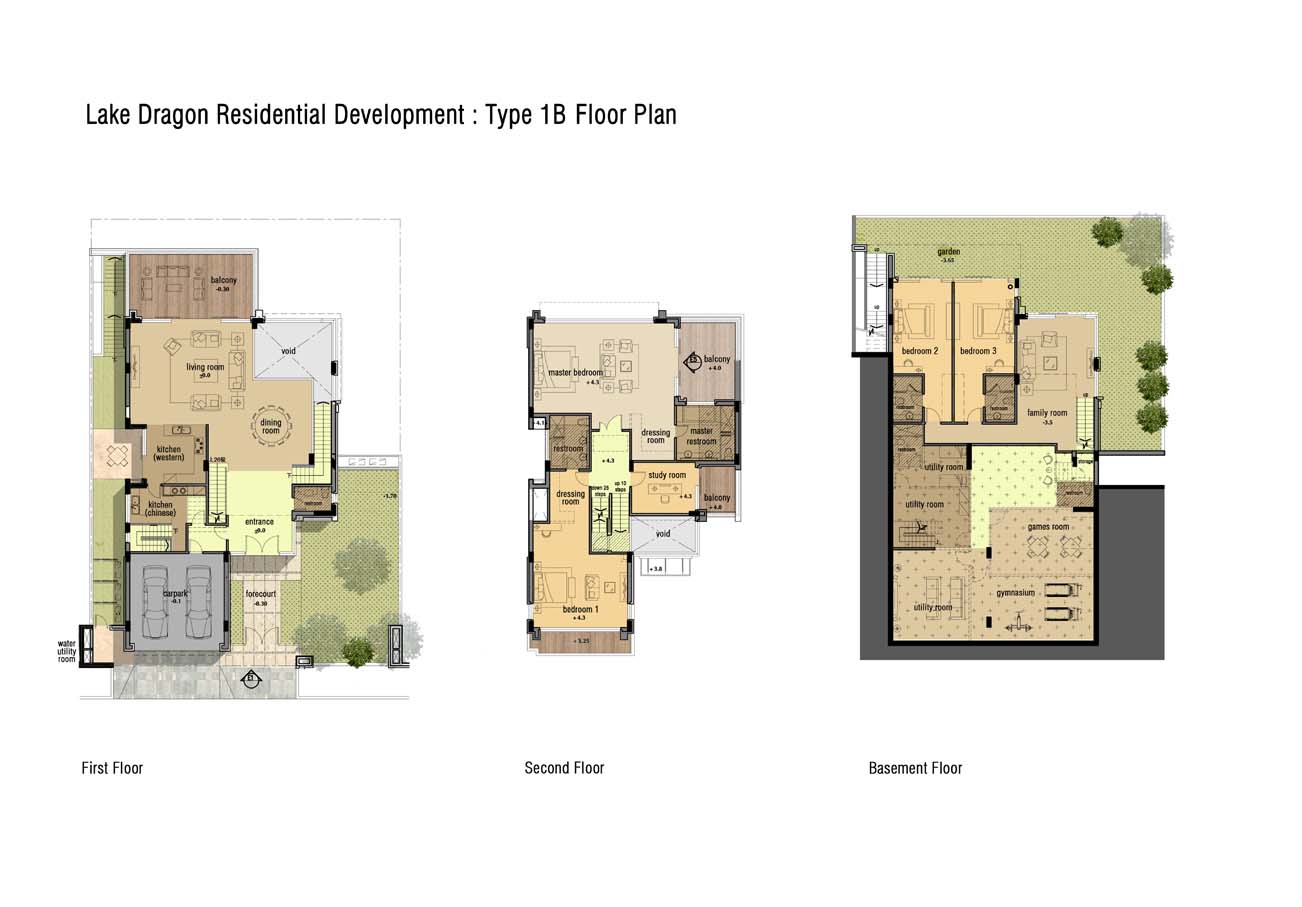 Lake Dragon Residential Development : Type 1B Floor Plan
balcony
-0.30
living room
±0.0
void
dining
room
kitchen
(western)
kitchen
(chinese)
restroom
entrance
±0.0
-1.70
carpark
-0.1
forecourt
-0.30
water
utility
room
First Floor
master bedroom
+4.3
balcony
+4.0
dressing
room
master
restroom
restroom
+4.3
study room
+4.3
dressing
room
down 25
steps
up 10
steps
balcony
+4.0
void
+3.8
bedroom 1
+4.3
+3.25
Second Floor
garden
-3.65
up
up
bedroom 2
bedroom 3
restroom
restroom
family room
-3.5
up
restroom
utility room
storage
utility room
restroom
games room
utility room
gymnasium
Basement Floor